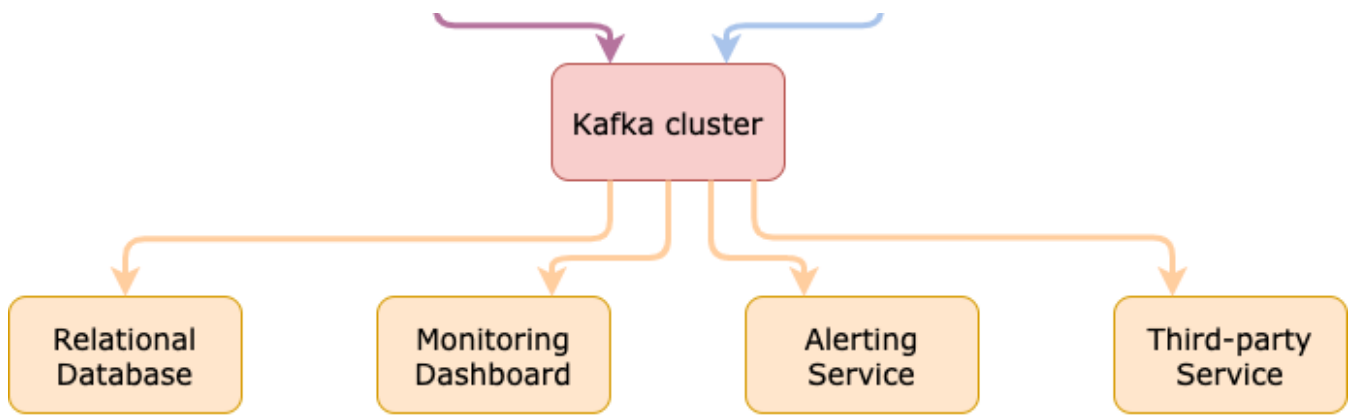 Kafka cluster
Relational
Database
Monitoring
Dashboard
Alerting
Service
Third-party
Service